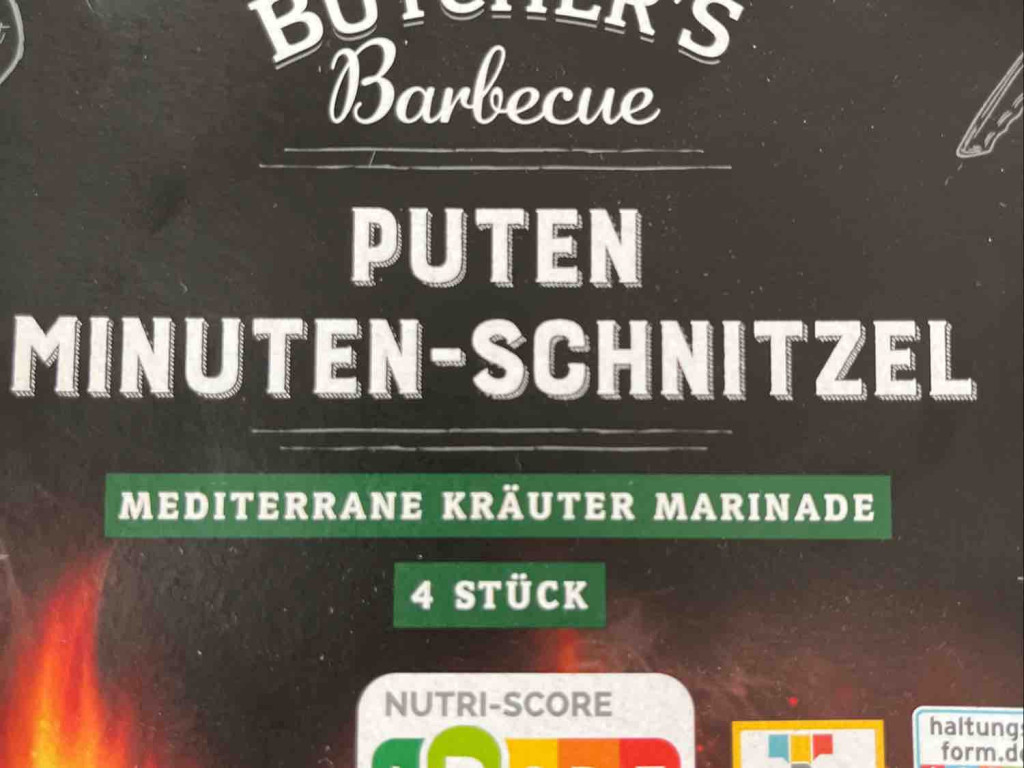 BUTCHER'S
Barbecue
PUTEN
MINUTEN-SCHNITZEL
MEDITERRANE KRÄUTER MARINADE
4 STÜCK
NUTRI-SCORE
haltungs
form.de